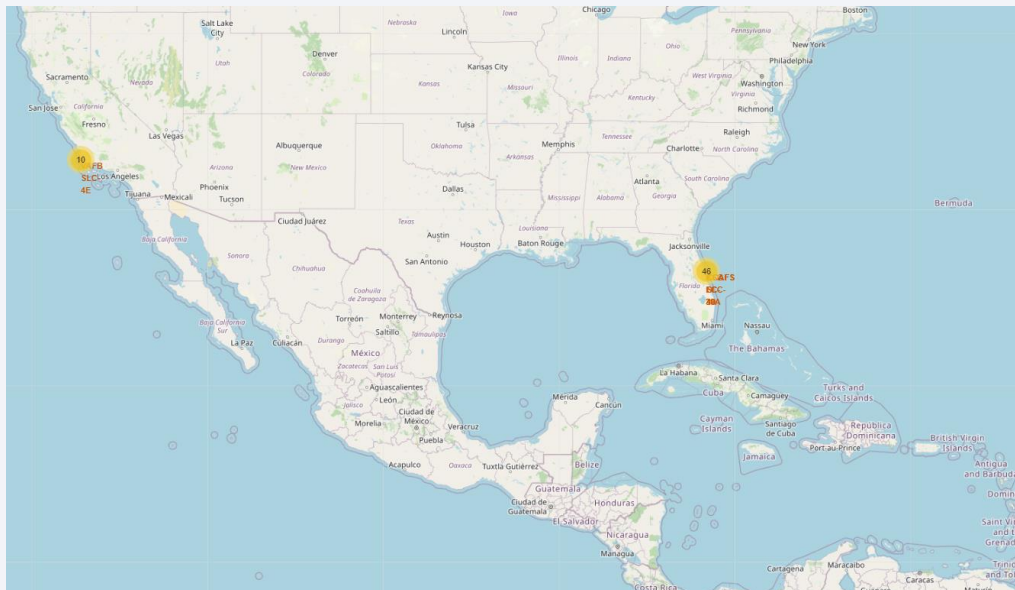 Iowa
Chicago
Boston
Salt Lake
City
Nebraska
Lincoln
Pennsylvania
New York
Philadelphia
Sacramento
Nevada
Utah
Denver
Colorado
Kansas City
Kansas
Missouri
Illinois
Indiana
Ohio
West Virginia
Washington
San Jose
California
Fresno
Kentucky
Virginia
Richmond
Las Vegas
Tulsa
Raleigh
Albuquerque
Oklahoma
Tennessee
Memphis
Charlotte
North Carolina
10
AFB
SLC-
4E
Los Angeles
Arizona
New Mexico
Arkansas
Phoenix
Tucson
Tijuana
Mexicali
Dallas
Atlanta
South Carolina
Mississippi
Alabama
Georgia
Bermuda
Ciudad Juárez
Texas
Louisiana
Austin
Houston
Baton Rouge
Jacksonville
Baja California
Sonora
Chihuahua
San Antonio
46
AFS
Florida
Coahuila
de Zaragoza
Baja California
Sur
Torreón
Monterrey
Reynosa
Saltillo
Tamaulipas
Miami
Nassau
La Paz
Culiacán
Durango
México
The Bahamas
Zacatecas
San Luis
Potosí
La Habana
Santa Clara
Aguascalientes
León
Cuba
Camagüey
Turks and
Caicos Islands
Jalisco
Mérida
Cancún
Ciudad de
México
Morelia
Veracruz
Puebla
Cayman
Islands
Santiago
de Cuba
República
Dominicana
Port-au-Prince
British Virgin
Islands
Acapulco
Oaxaca
Tuxtla Gutiérrez
Belize
Jamaica
Antigua
and Barbuda
Guatemala
Ciudad de
Guatemala
Honduras
El Salvador
Nicaragua
Managua
Costa Rica
Cartagena
Maracaibo
Caracas